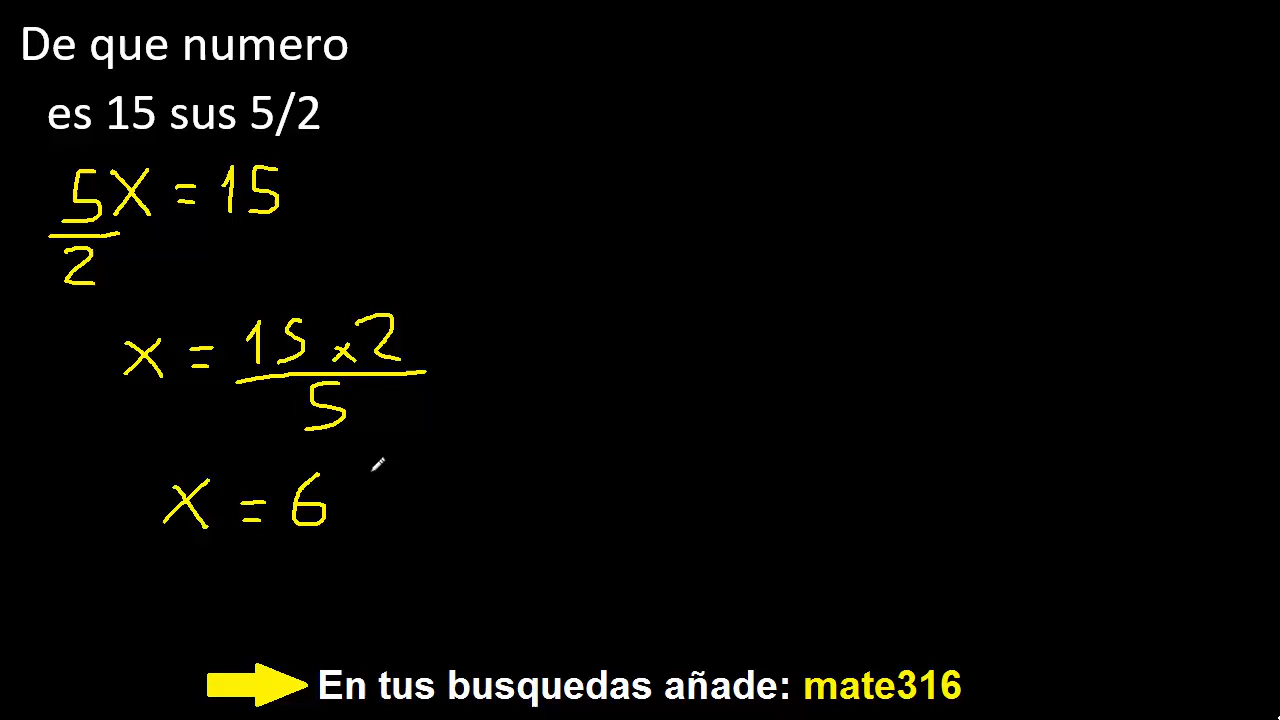 De que numero
es 15 sus 5/2
5/2 X = 15
x = 15 x 2 / 5
X = 6
En tus busquedas añade: mate316